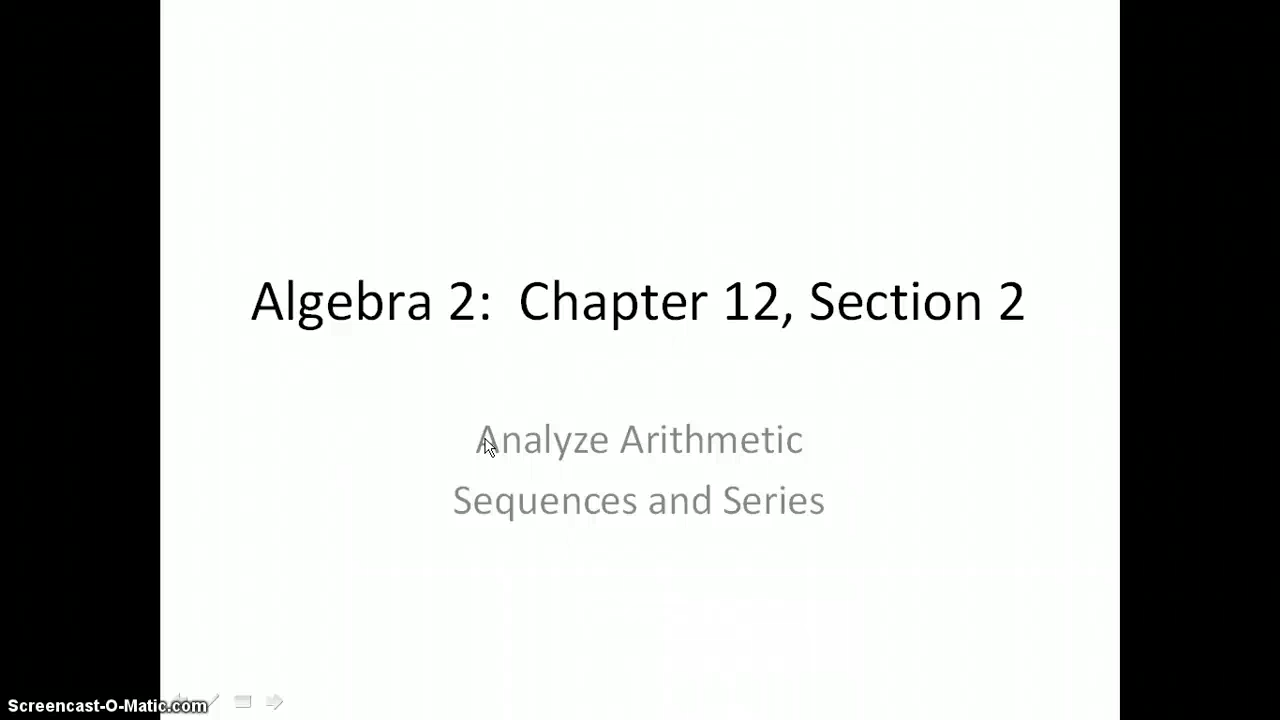 Algebra 2:  Chapter 12, Section 2
Analyze Arithmetic
Sequences and Series
Screencast-O-Matic.com